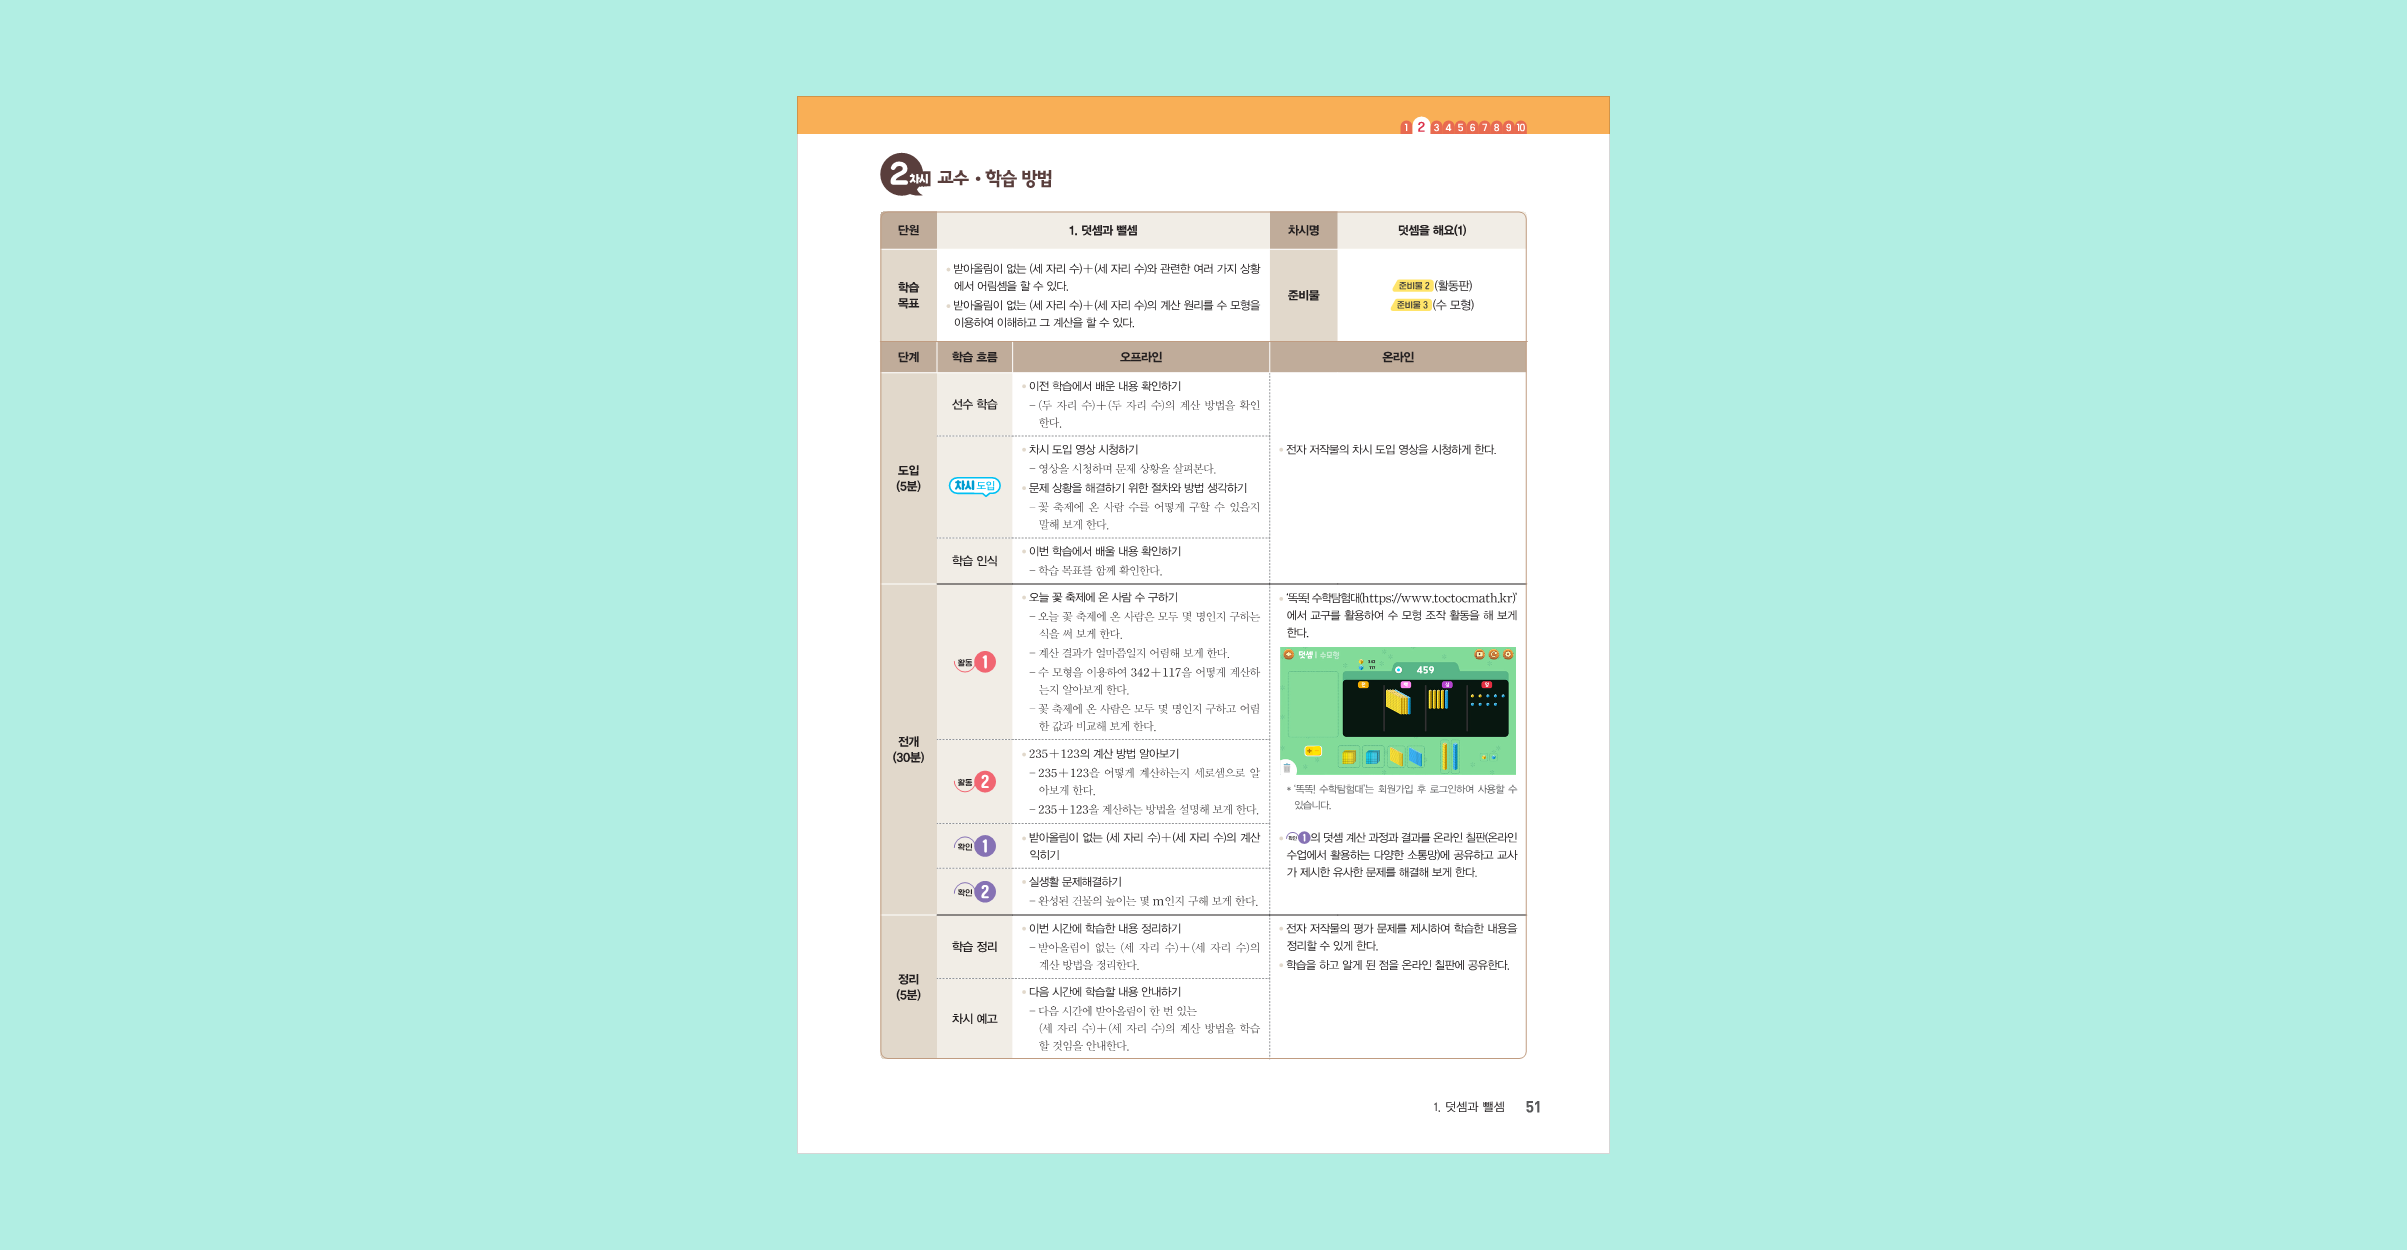 1 2 3 4 5 6 7 8 9 10
2 차시 교수·학습 방법
단원
1. 덧셈과 뺄셈
차시명
덧셈을 해요(1)
학습
목표
받아올림이 없는 (세 자리 수)+(세 자리 수)와 관련한 여러 가지 상황
에서 어림셈을 할 수 있다.
받아올림이 없는 (세 자리 수)+(세 자리 수)의 계산 원리를 수 모형을
이용하여 이해하고 그 계산을 할 수 있다.
준비물
준비물 2 (활동판)
준비물 3 (수 모형)
단계
학습 흐름
오프라인
온라인
도입
(5분)
선수 학습
이전 학습에서 배운 내용 확인하기
- (두 자리 수)+(두 자리 수)의 계산 방법을 확인
한다.
차시 도입
차시 도입 영상 시청하기
- 영상을 시청하며 문제 상황을 살펴본다.
문제 상황을 해결하기 위한 절차와 방법 생각하기
- 꽃 축제에 온 사람 수를 어떻게 구할 수 있을지
말해 보게 한다.
전자 저작물의 차시 도입 영상을 시청하게 한다.
학습 인식
이번 학습에서 배울 내용 확인하기
- 학습 목표를 함께 확인한다.
전개
(30분)
활동 1
오늘 꽃 축제에 온 사람 수 구하기
- 오늘 꽃 축제에 온 사람은 모두 몇 명인지 구하는
식을 써 보게 한다.
- 계산 결과가 얼마쯤일지 어림해 보게 한다.
- 수 모형을 이용하여 342+117을 어떻게 계산하
는지 알아보게 한다.
- 꽃 축제에 온 사람은 모두 몇 명인지 구하고 어림
한 값과 비교해 보게 한다.
활동 2
235+123의 계산 방법 알아보기
- 235+123을 어떻게 계산하는지 세로셈으로 알
아보게 한다.
- 235+123을 계산하는 방법을 설명해 보게 한다.
확인 1
받아올림이 없는 (세 자리 수)+(세 자리 수)의 계산
익히기
확인 2
실생활 문제해결하기
- 완성된 건물의 높이는 몇 m인지 구해 보게 한다.
'똑똑! 수학탐험대(https://www.toctocmath.kr)'
에서 교구를 활용하여 수 모형 조작 활동을 해 보게
한다.
덧셈 | 수모형
342
117
459
천 백 십 일
* '똑똑! 수학탐험대'는 회원가입 후 로그인하여 사용할 수
있습니다.
확인 1의 덧셈 계산 과정과 결과를 온라인 칠판(온라인
수업에서 활용하는 다양한 소통망)에 공유하고 교사
가 제시한 유사한 문제를 해결해 보게 한다.
정리
(5분)
학습 정리
이번 시간에 학습한 내용 정리하기
- 받아올림이 없는 (세 자리 수)+(세 자리 수)의
계산 방법을 정리한다.
차시 예고
다음 시간에 학습할 내용 안내하기
- 다음 시간에 받아올림이 한 번 있는
(세 자리 수)+(세 자리 수)의 계산 방법을 학습
할 것임을 안내한다.
전자 저작물의 평가 문제를 제시하여 학습한 내용을
정리할 수 있게 한다.
학습을 하고 알게 된 점을 온라인 칠판에 공유한다.
1. 덧셈과 뺄셈 51